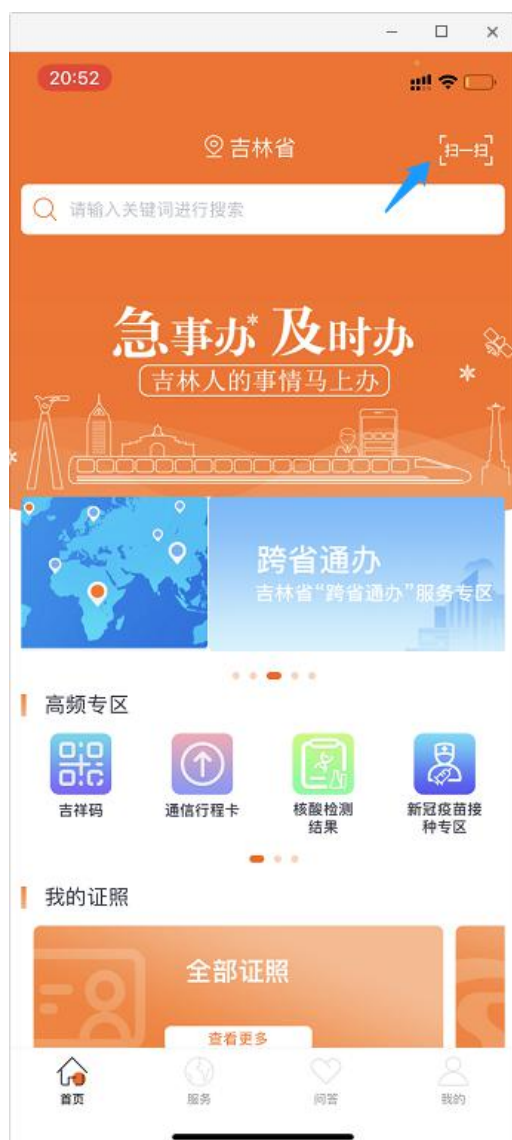 20:52
吉林省
扫一扫
请输入关键词进行搜索
急事办 及时办
吉林人的事情马上办
跨省通办
吉林省“跨省通办”服务专区
高频专区
吉祥码
通信行程卡
核酸检测
结果
新冠疫苗接
种专区
我的证照
全部证照
查看更多
首页
服务
问答
我的